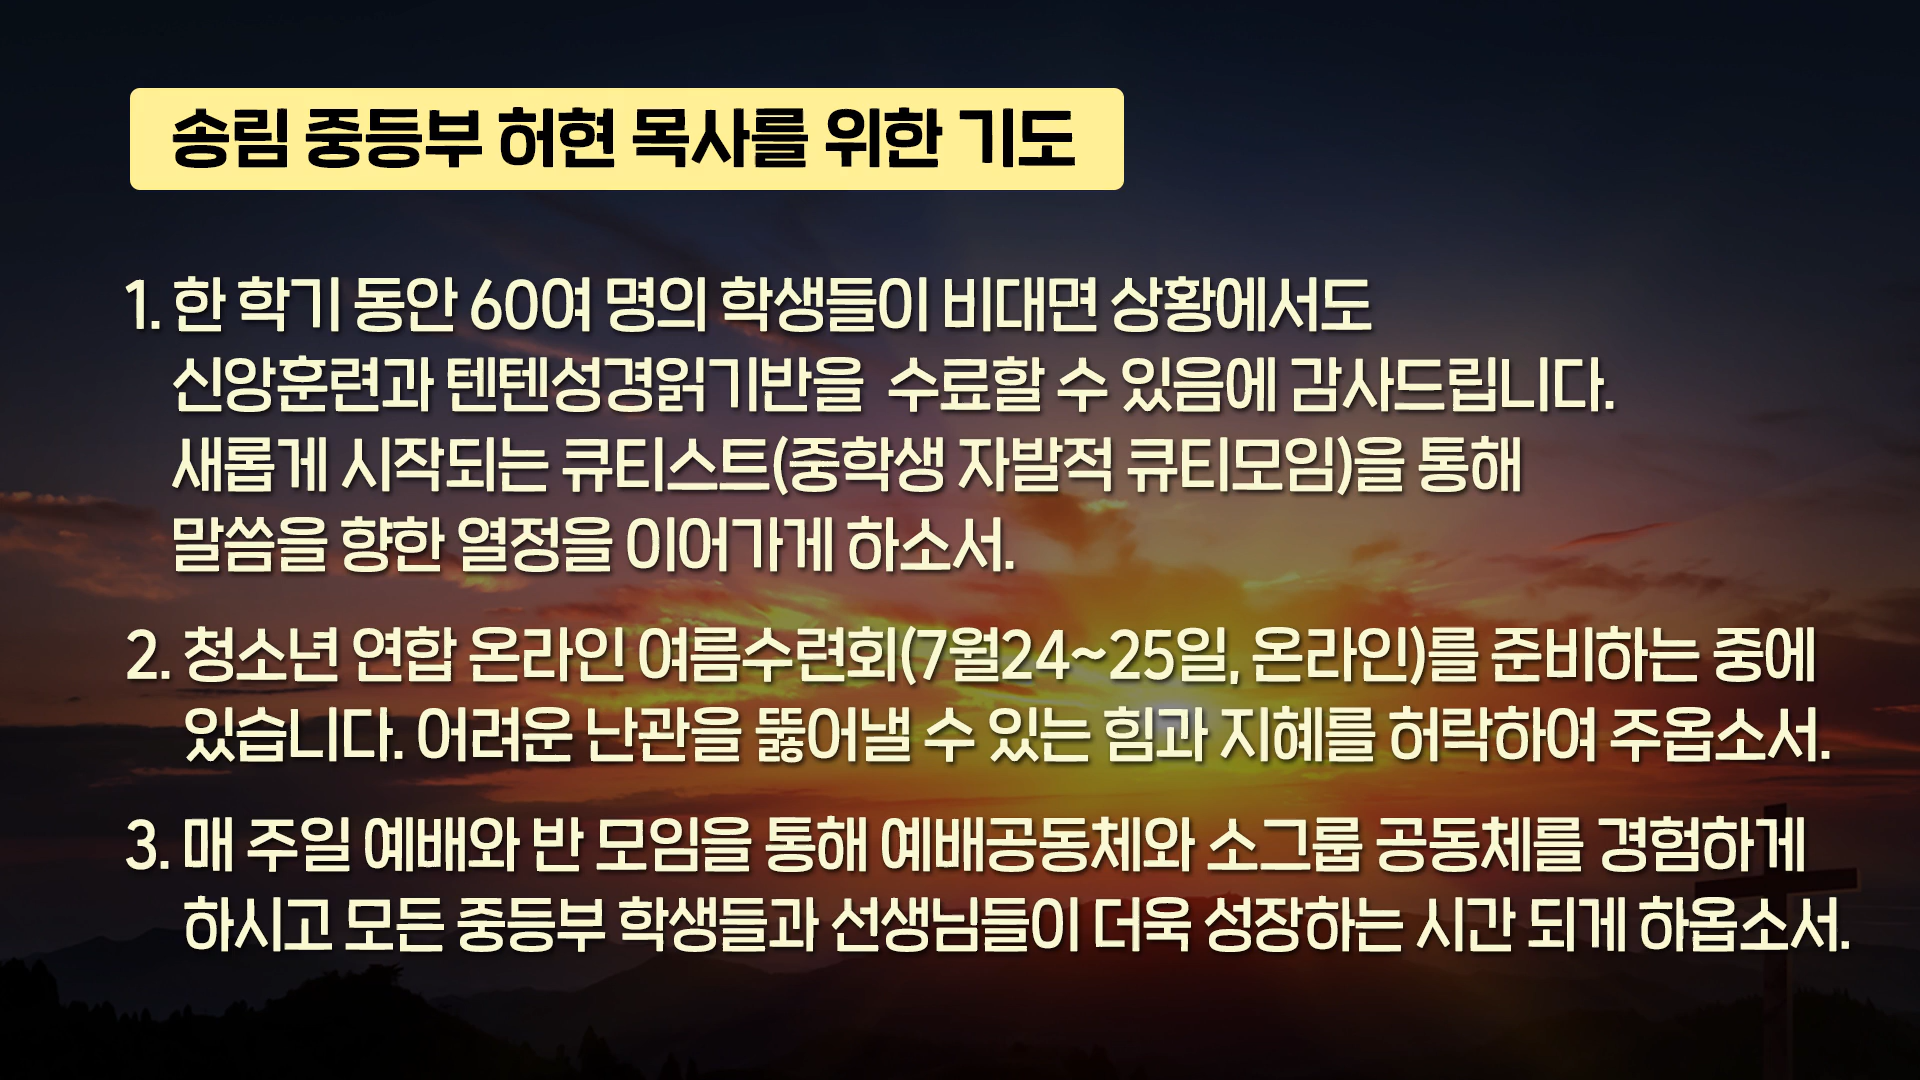 송림 중등부 허현 목사를 위한 기도
1. 한 학기 동안 60여 명의 학생들이 비대면 상황에서도
신앙훈련과 텐텐성경읽기반을 수료할 수 있음에 감사드립니다.
새롭게 시작되는 큐티스트(중학생 자발적 큐티모임)을 통해
말씀을 향한 열정을 이어가게 하소서.
2. 청소년 연합 온라인 여름수련회(7월24~25일, 온라인)를 준비하는 중에
있습니다. 어려운 난관을 뚫어낼 수 있는 힘과 지혜를 허락하여 주옵소서.
3. 매 주일 예배와 반 모임을 통해 예배공동체와 소그룹 공동체를 경험하게
하시고 모든 중등부 학생들과 선생님들이 더욱 성장하는 시간 되게 하옵소서.